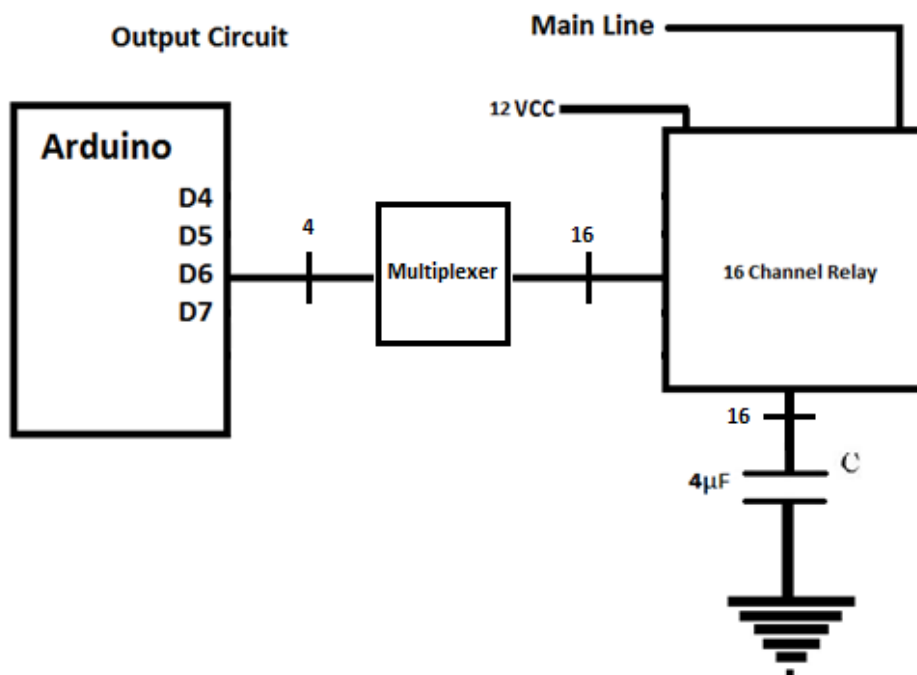 Output Circuit
Main Line
12 VCC
Arduino
D4
D5
D6
D7
4
Multiplexer
16
16 Channel Relay
16
4μF
C